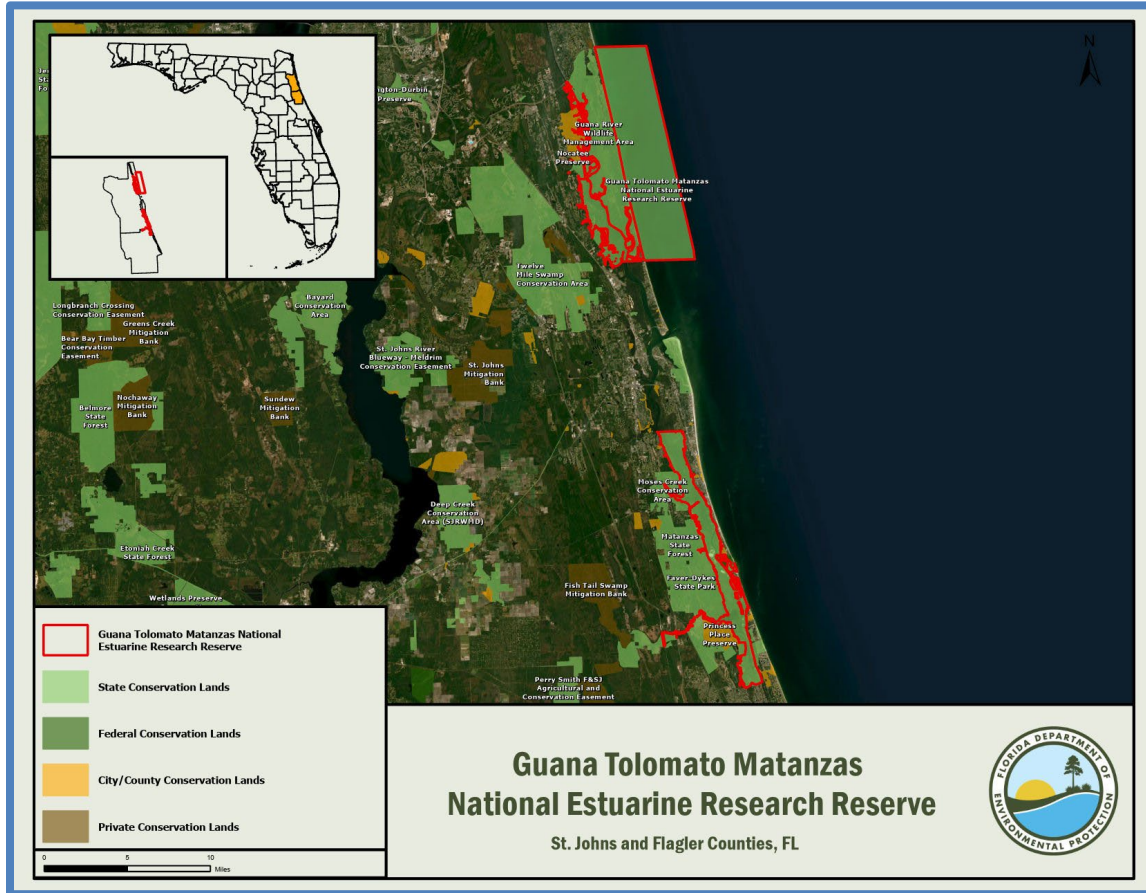 N
Je
St
Fo
ington-Durbin
Preserve
Guana River
Wildlife
Management Area
Nocatee
Preserve
Guana Tolomato Matanzas
National Estuarine
Research Reserve
Twelve
Mile Swamp
Conservation Area
Longbranch Crossing
Conservation Easement
Greens Creek
Mitigation
Bank
Bear Bay Timber
Conservation
Easement
Bayard
Conservation
Area
St. Johns River
Blueway - Meldrim
Conservation Easement
St. Johns
Mitigation
Bank
Nochaway
Mitigation
Bank
Belmore
State
Forest
Sundew
Mitigation
Bank
Moses Creek
Conservation
Area
Deep Creek
Conservation
Area (SJRWMD)
Matanzas
State
Forest
Etoniah Creek
State Forest
Faver-Dykes
State Park
Fish Tail Swamp
Mitigation Bank
Wetlands Preserve
Princess
Place
Preserve
Perry Smith F&SJ
Agricultural and
Conservation Easement
Guana Tolomato Matanzas National
Estuarine Research Reserve
State Conservation Lands
Federal Conservation Lands
City/County Conservation Lands
Private Conservation Lands
0 5 10
Miles
Guana Tolomato Matanzas
National Estuarine Research Reserve
St. Johns and Flagler Counties, FL
FLORIDA DEPARTMENT OF
ENVIRONMENTAL PROTECTION